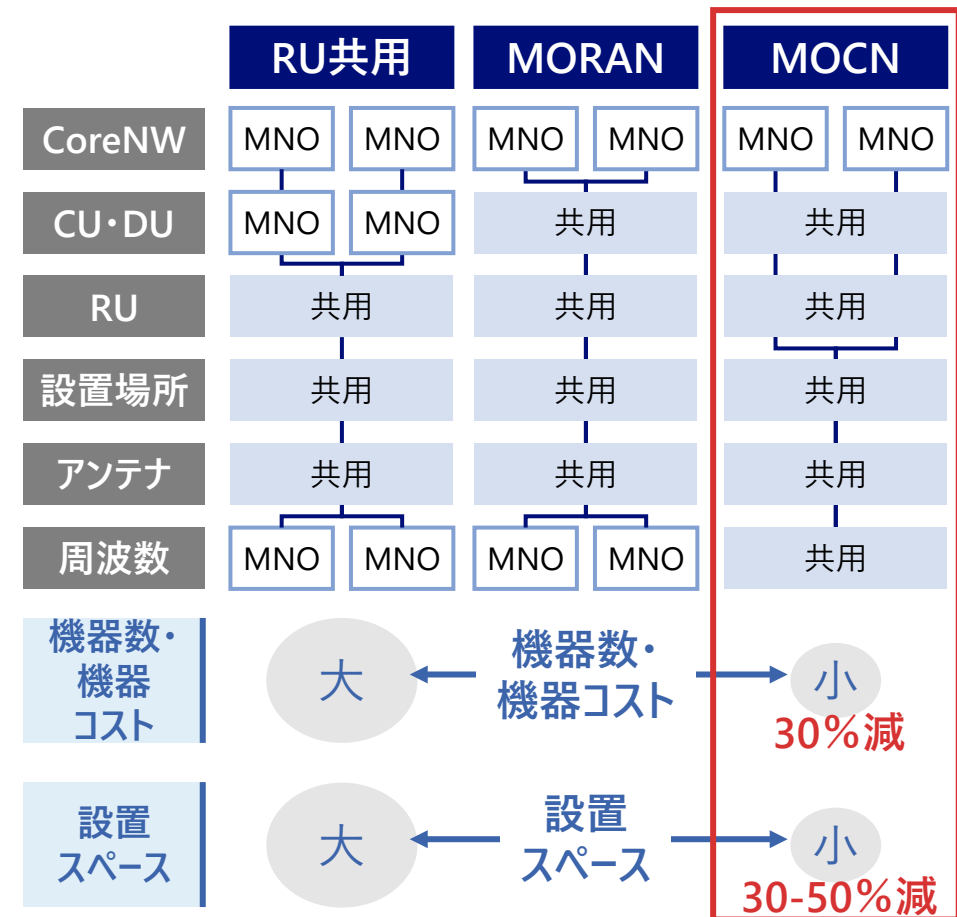 RU共用 MORAN MOCN
CoreNW MNO MNO MNO MNO MNO MNO
CU・DU MNO MNO 共用 共用
RU 共用 共用 共用
設置場所 共用 共用 共用
アンテナ 共用 共用 共用
周波数 MNO MNO MNO MNO 共用
機器数・
機器
コスト
大
機器数・
機器コスト
小
30%減
設置
スペース
大
設置
スペース
小
30-50%減